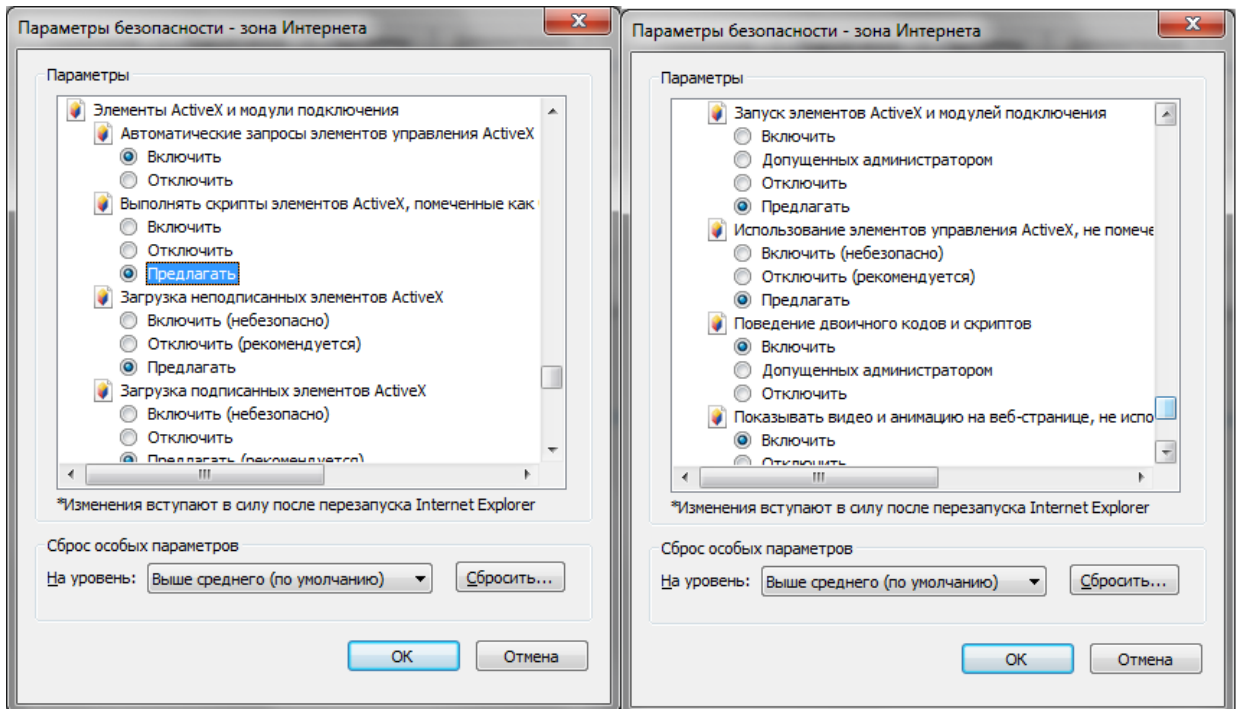 Параметры безопасности - зона Интернета
Параметры
Элементы ActiveX и модули подключения
Автоматические запросы элементов управления ActiveX
Включить
Отключить
Выполнять скрипты элементов ActiveX, помеченные как
Включить
Отключить
Предлагать
Загрузка неподписанных элементов ActiveX
Включить (небезопасно)
Отключить (рекомендуется)
Предлагать
Загрузка подписанных элементов ActiveX
Включить (небезопасно)
Отключить
Предлагать (рекомендуется)
*Изменения вступают в силу после перезапуска Internet Explorer
Сброс особых параметров
На уровень: Выше среднего (по умолчанию) Сбросить...
OK Отмена
Параметры безопасности - зона Интернета
Параметры
Запуск элементов ActiveX и модулей подключения
Включить
Допущенных администратором
Отключить
Предлагать
Использование элементов управления ActiveX, не помече
Включить (небезопасно)
Отключить (рекомендуется)
Предлагать
Поведение двоичного кодов и скриптов
Включить
Допущенных администратором
Отключить
Показывать видео и анимацию на веб-странице, не испо
Включить
Отключить
*Изменения вступают в силу после перезапуска Internet Explorer
Сброс особых параметров
На уровень: Выше среднего (по умолчанию) Сбросить...
OK Отмена